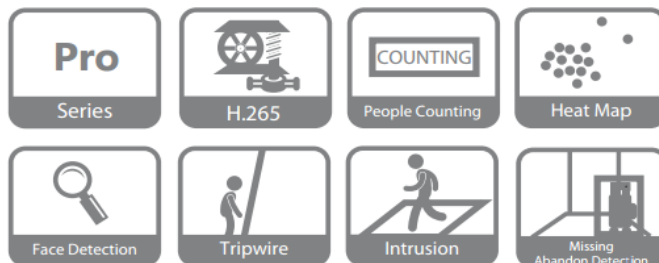 Pro
Series
H.265
COUNTING
People Counting
Heat Map
Face Detection
Tripwire
Intrusion
Missing
Abandon Detection